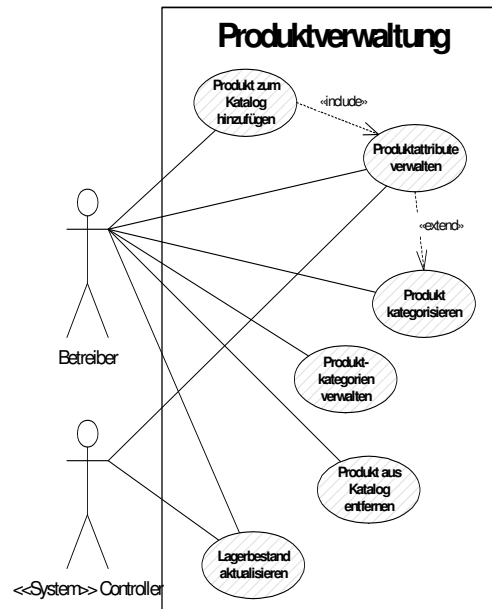 Produktverwaltung
Produkt zum
Katalog
hinzufügen
«include»
Produktattribute
verwalten
«extend»
Produkt
kategorisieren
Betreiber
Produkt-
kategorien
verwalten
Produkt aus
Katalog
entfernen
Lagerbestand
aktualisieren
<<System>> Controller